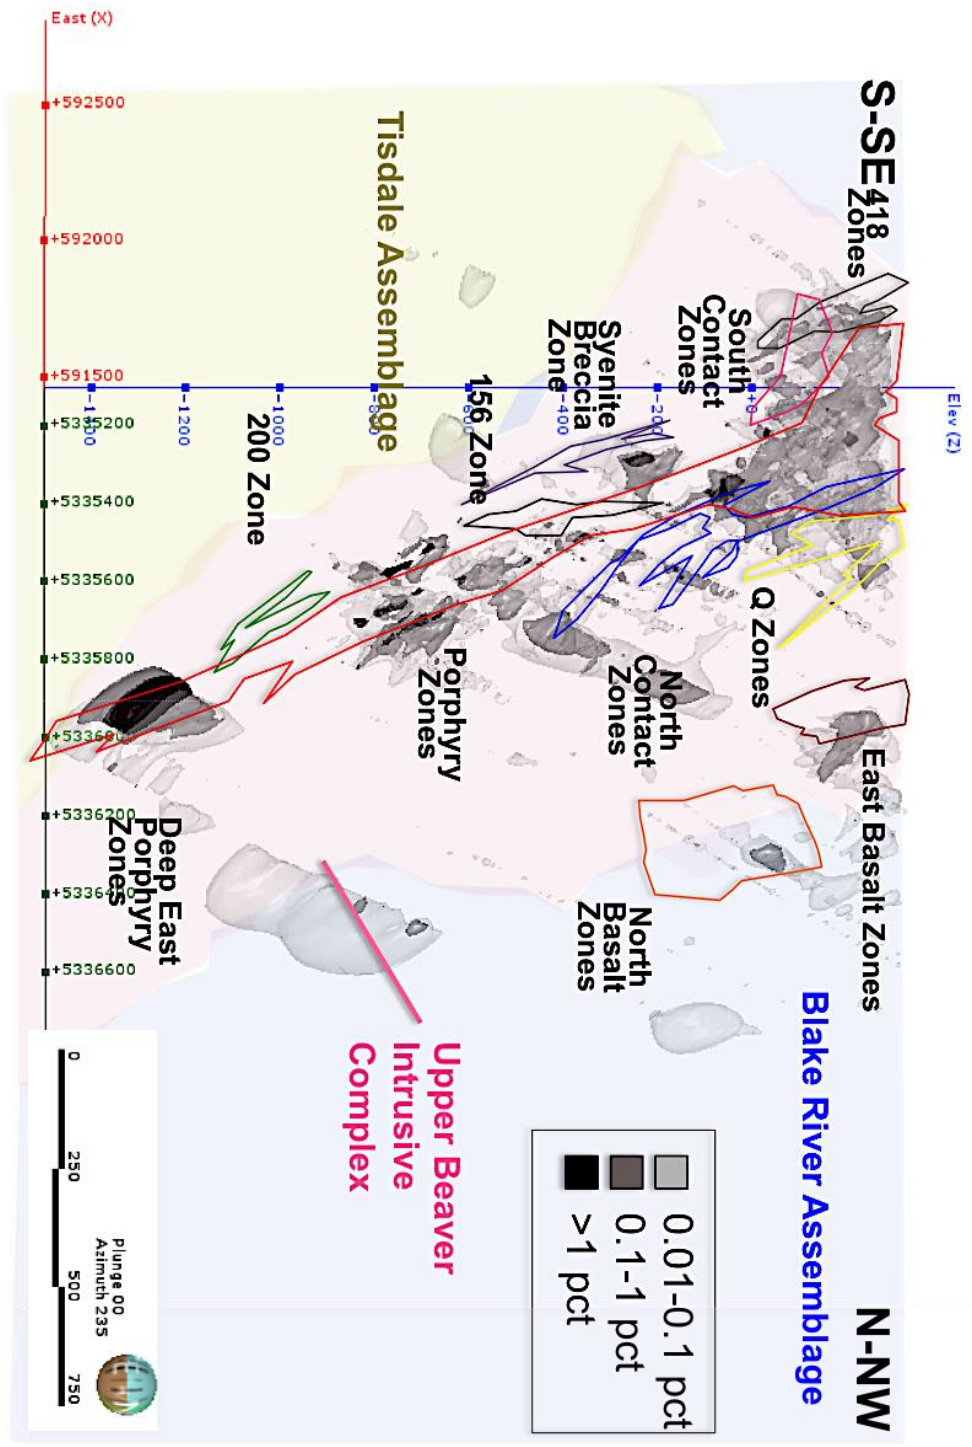 S-SE
N-NW
418
Zones
South
Contact
Zones
Syenite
Breccia
Zone
156 Zone
Tisdale Assemblage
200 Zone
Q Zones
East Basalt Zones
North
Contact
Zones
Porphyry
Zones
Deep East
Porphyry
Zones
North
Basalt
Zones
Blake River Assemblage
Upper Beaver
Intrusive
Complex
0.01-0.1 pct
0.1-1 pct
>1 pct
East (X)
+592500
+592000
+591500
Elev (Z)
+0
-200
-400
-800
-1000
-1200
+5335200
+5335400
+5335600
+5335800
+5336200
+5336600
0
250
500
750
Plunge 00
Azimuth 235